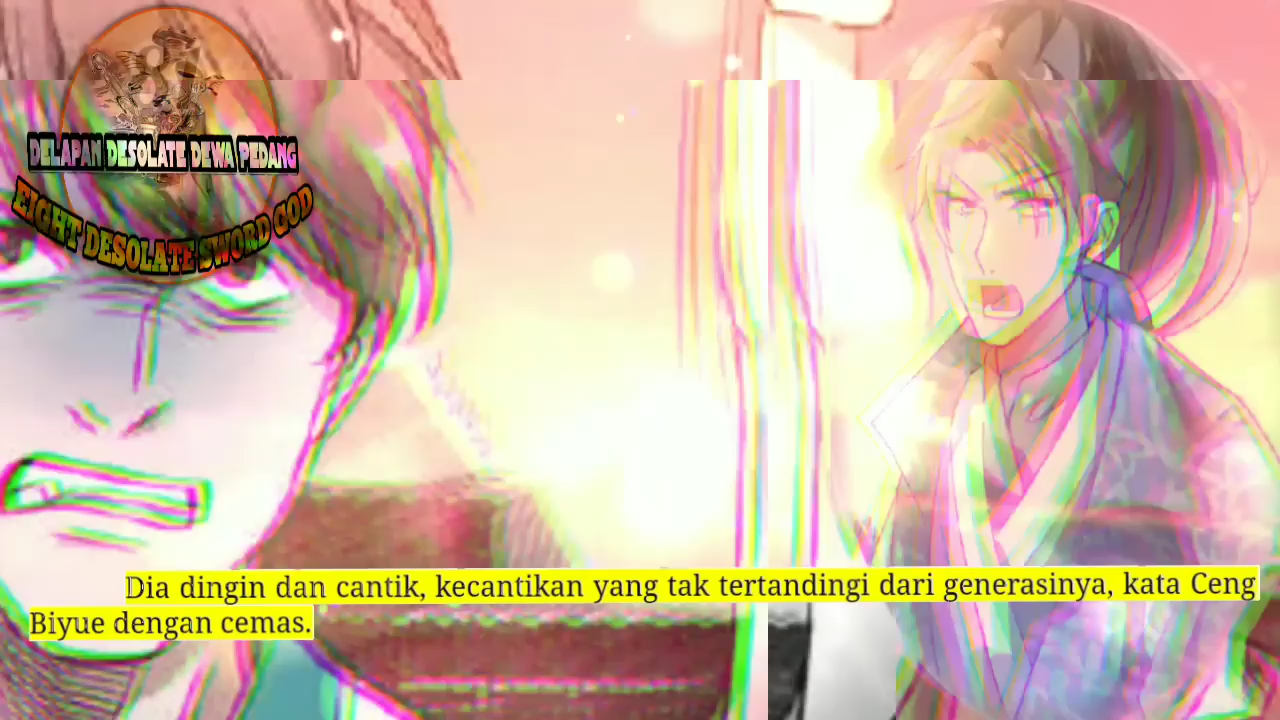 DELAPAN DESOLATE DEWA PEDANG
EIGHT DESOLATE SWORD GOD
Dia dingin dan cantik, kecantikan yang tak tertandingi dari generasinya, kata Ceng
Biyue dengan cemas.